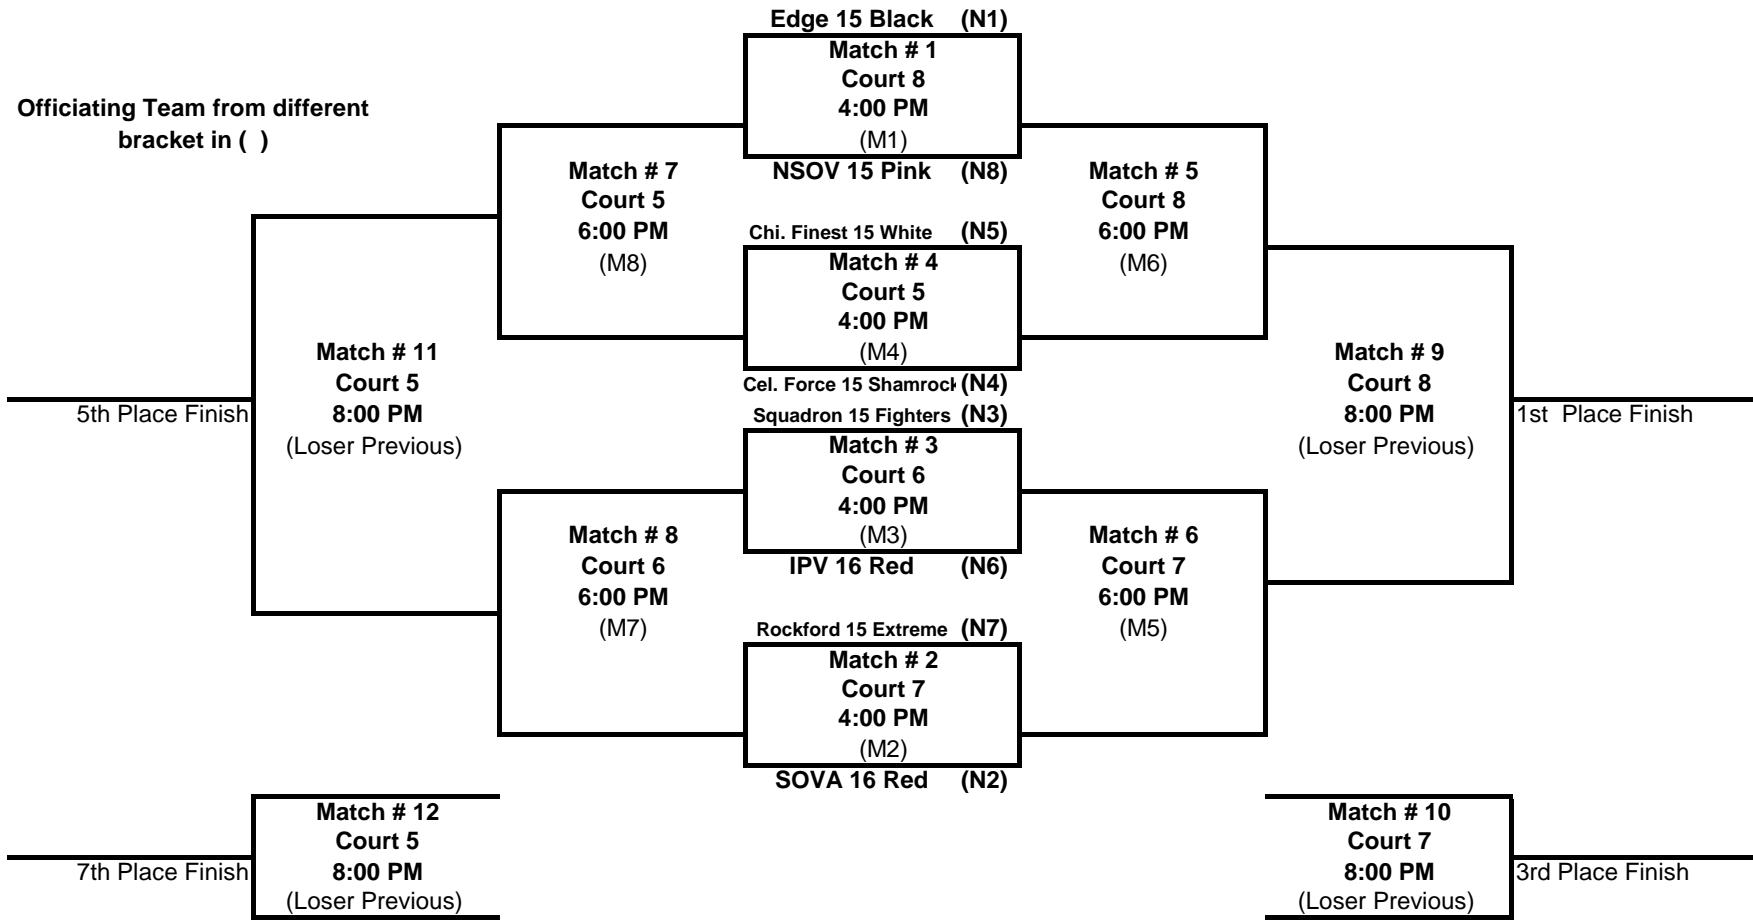 Edge 15 Black (N1)
Match # 1
Court 8
4:00 PM
(M1)
NSOV 15 Pink (N8)
Officiating Team from different
bracket in ( )
Match # 7
Court 5
6:00 PM
(M8)
Match # 5
Court 8
6:00 PM
(M6)
Chi. Finest 15 White (N5)
Match # 4
Court 5
4:00 PM
(M4)
Cel. Force 15 Shamrock (N4)
Match # 11
Court 5
8:00 PM
(Loser Previous)
5th Place Finish
Match # 9
Court 8
8:00 PM
(Loser Previous)
1st Place Finish
Squadron 15 Fighters (N3)
Match # 3
Court 6
4:00 PM
(M3)
IPV 16 Red (N6)
Match # 8
Court 6
6:00 PM
(M7)
Match # 6
Court 7
6:00 PM
(M5)
Rockford 15 Extreme (N7)
Match # 2
Court 7
4:00 PM
(M2)
SOVA 16 Red (N2)
Match # 12
Court 5
8:00 PM
(Loser Previous)
7th Place Finish
Match # 10
Court 7
8:00 PM
(Loser Previous)
3rd Place Finish